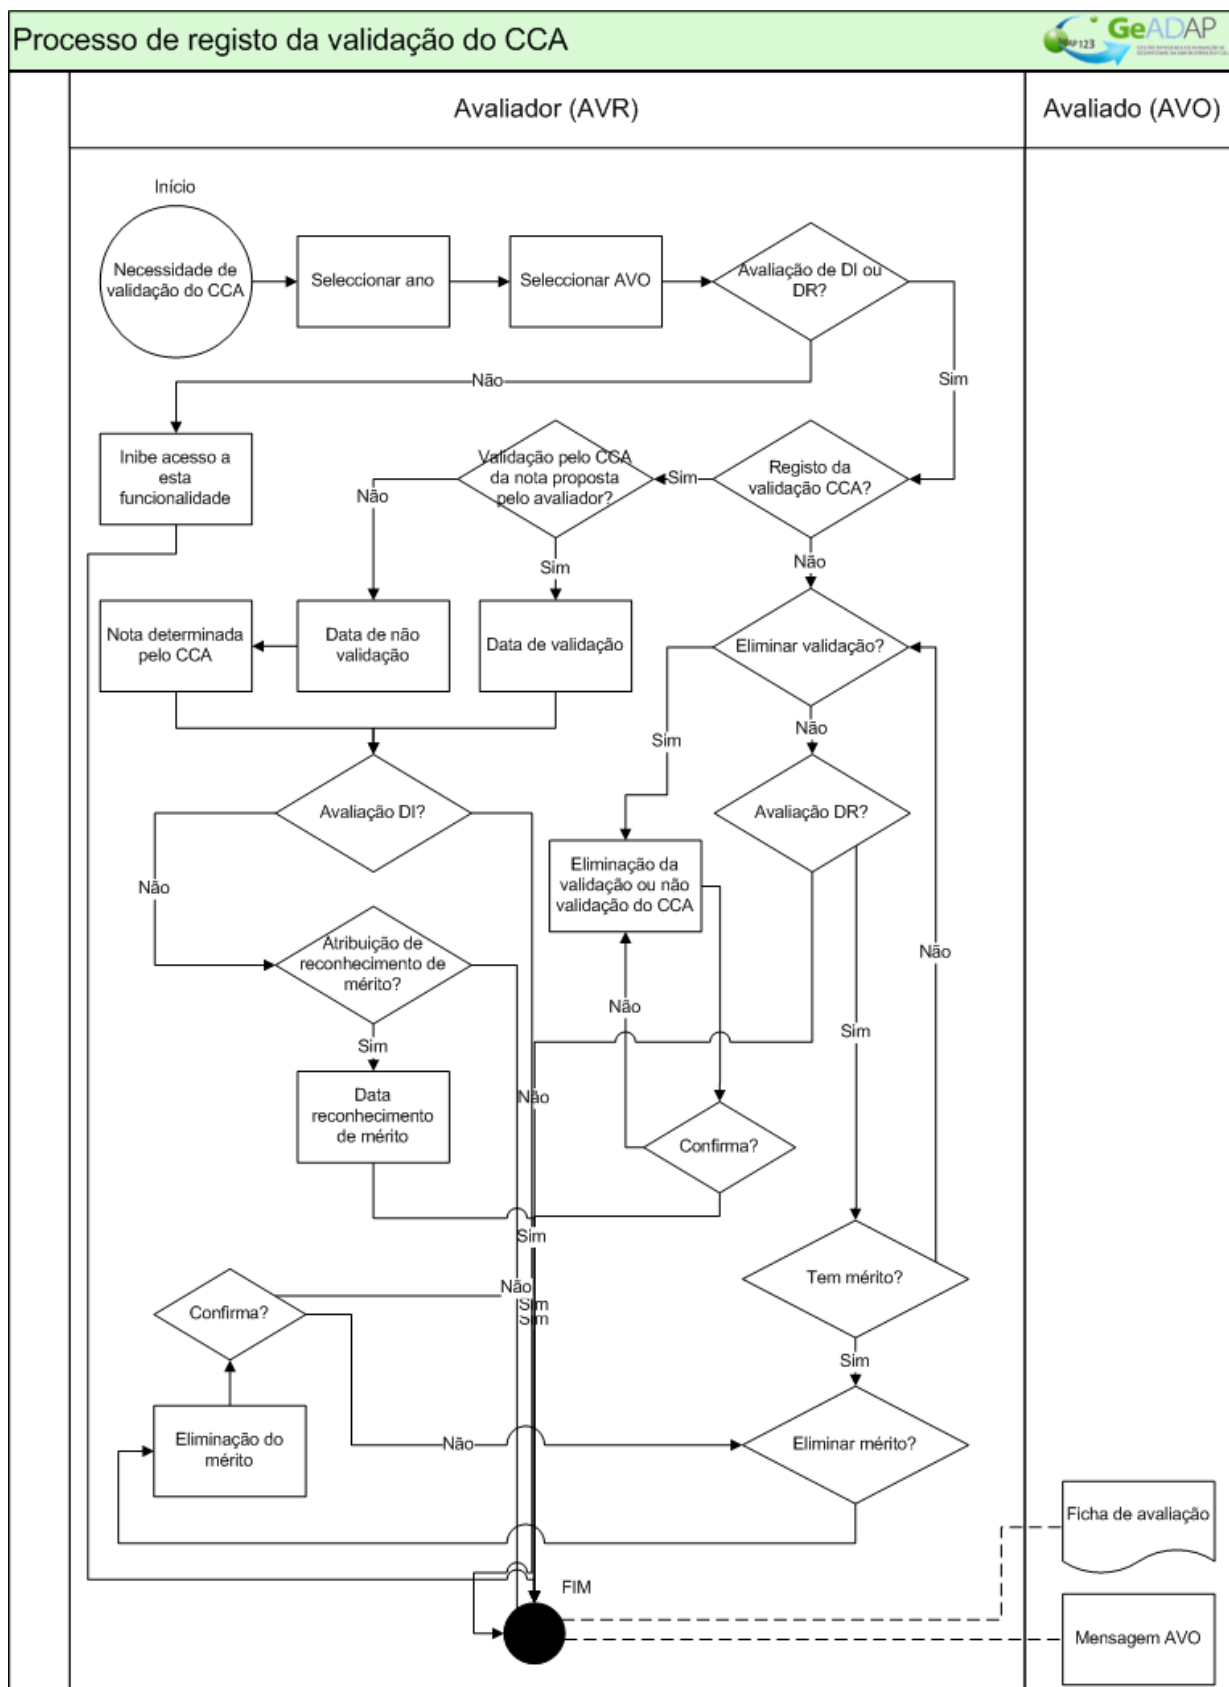 Processo de registo da validação do CCA
GeADAP
123
Avaliador (AVR)
Avaliado (AVO)
Início
Necessidade de
validação do CCA
Seleccionar ano
Seleccionar AVO
Avaliação de DI ou
DR?
Não
Sim
Inibe acesso a
esta
funcionalidade
Validação pelo CCA
da nota proposta
pelo avaliador?
Sim
Registo da
validação CCA?
Não
Sim
Não
Nota determinada
pelo CCA
Data de não
validação
Data de validação
Eliminar validação?
Sim
Não
Avaliação DI?
Avaliação DR?
Não
Eliminação da
validação ou não
validação do CCA
Atribuição de
reconhecimento de
mérito?
Não
Não
Sim
Sim
Data
reconhecimento
de mérito
Não
Confirma?
Sim
Confirma?
Não
Sim
Sim
Tem mérito?
Sim
Eliminação do
mérito
Não
Eliminar mérito?
Ficha de avaliação
FIM
Mensagem AVO